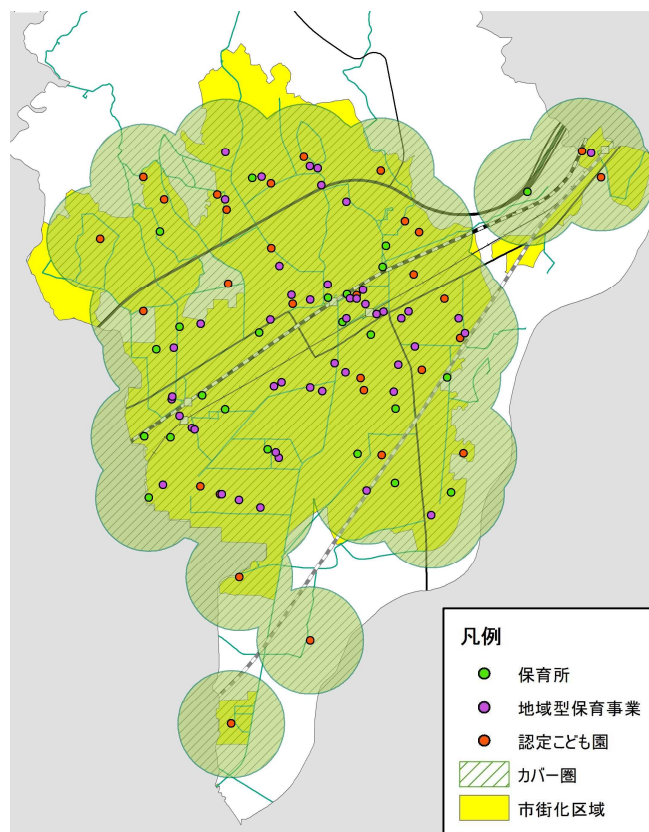 凡例
保育所
地域型保育事業
認定こども園
カバー圏
市街化区域